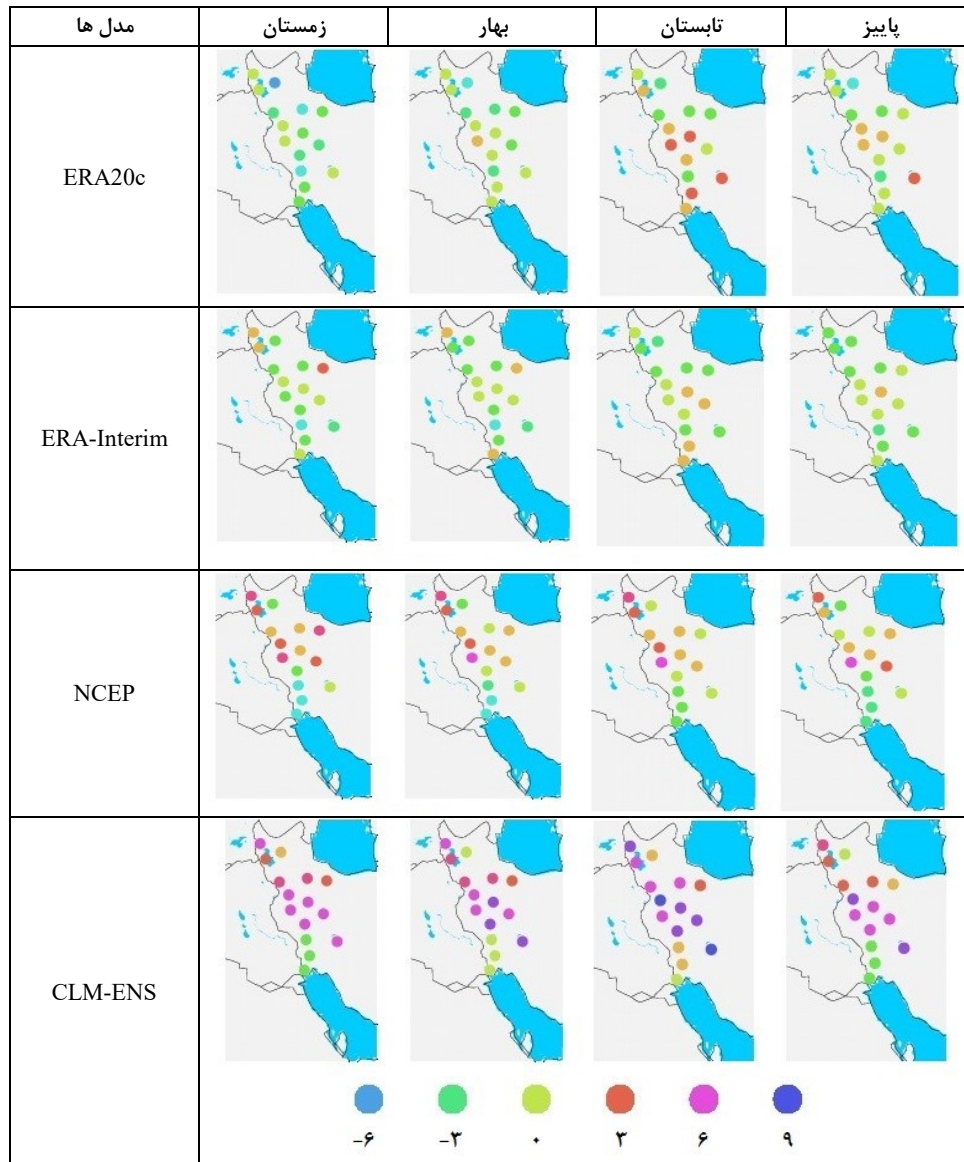 مدل ها زمستان بهار تابستان پاییز
ERA20c
ERA-Interim
NCEP
CLM-ENS
-۶ -۳ ۰ ۳ ۶ ۹